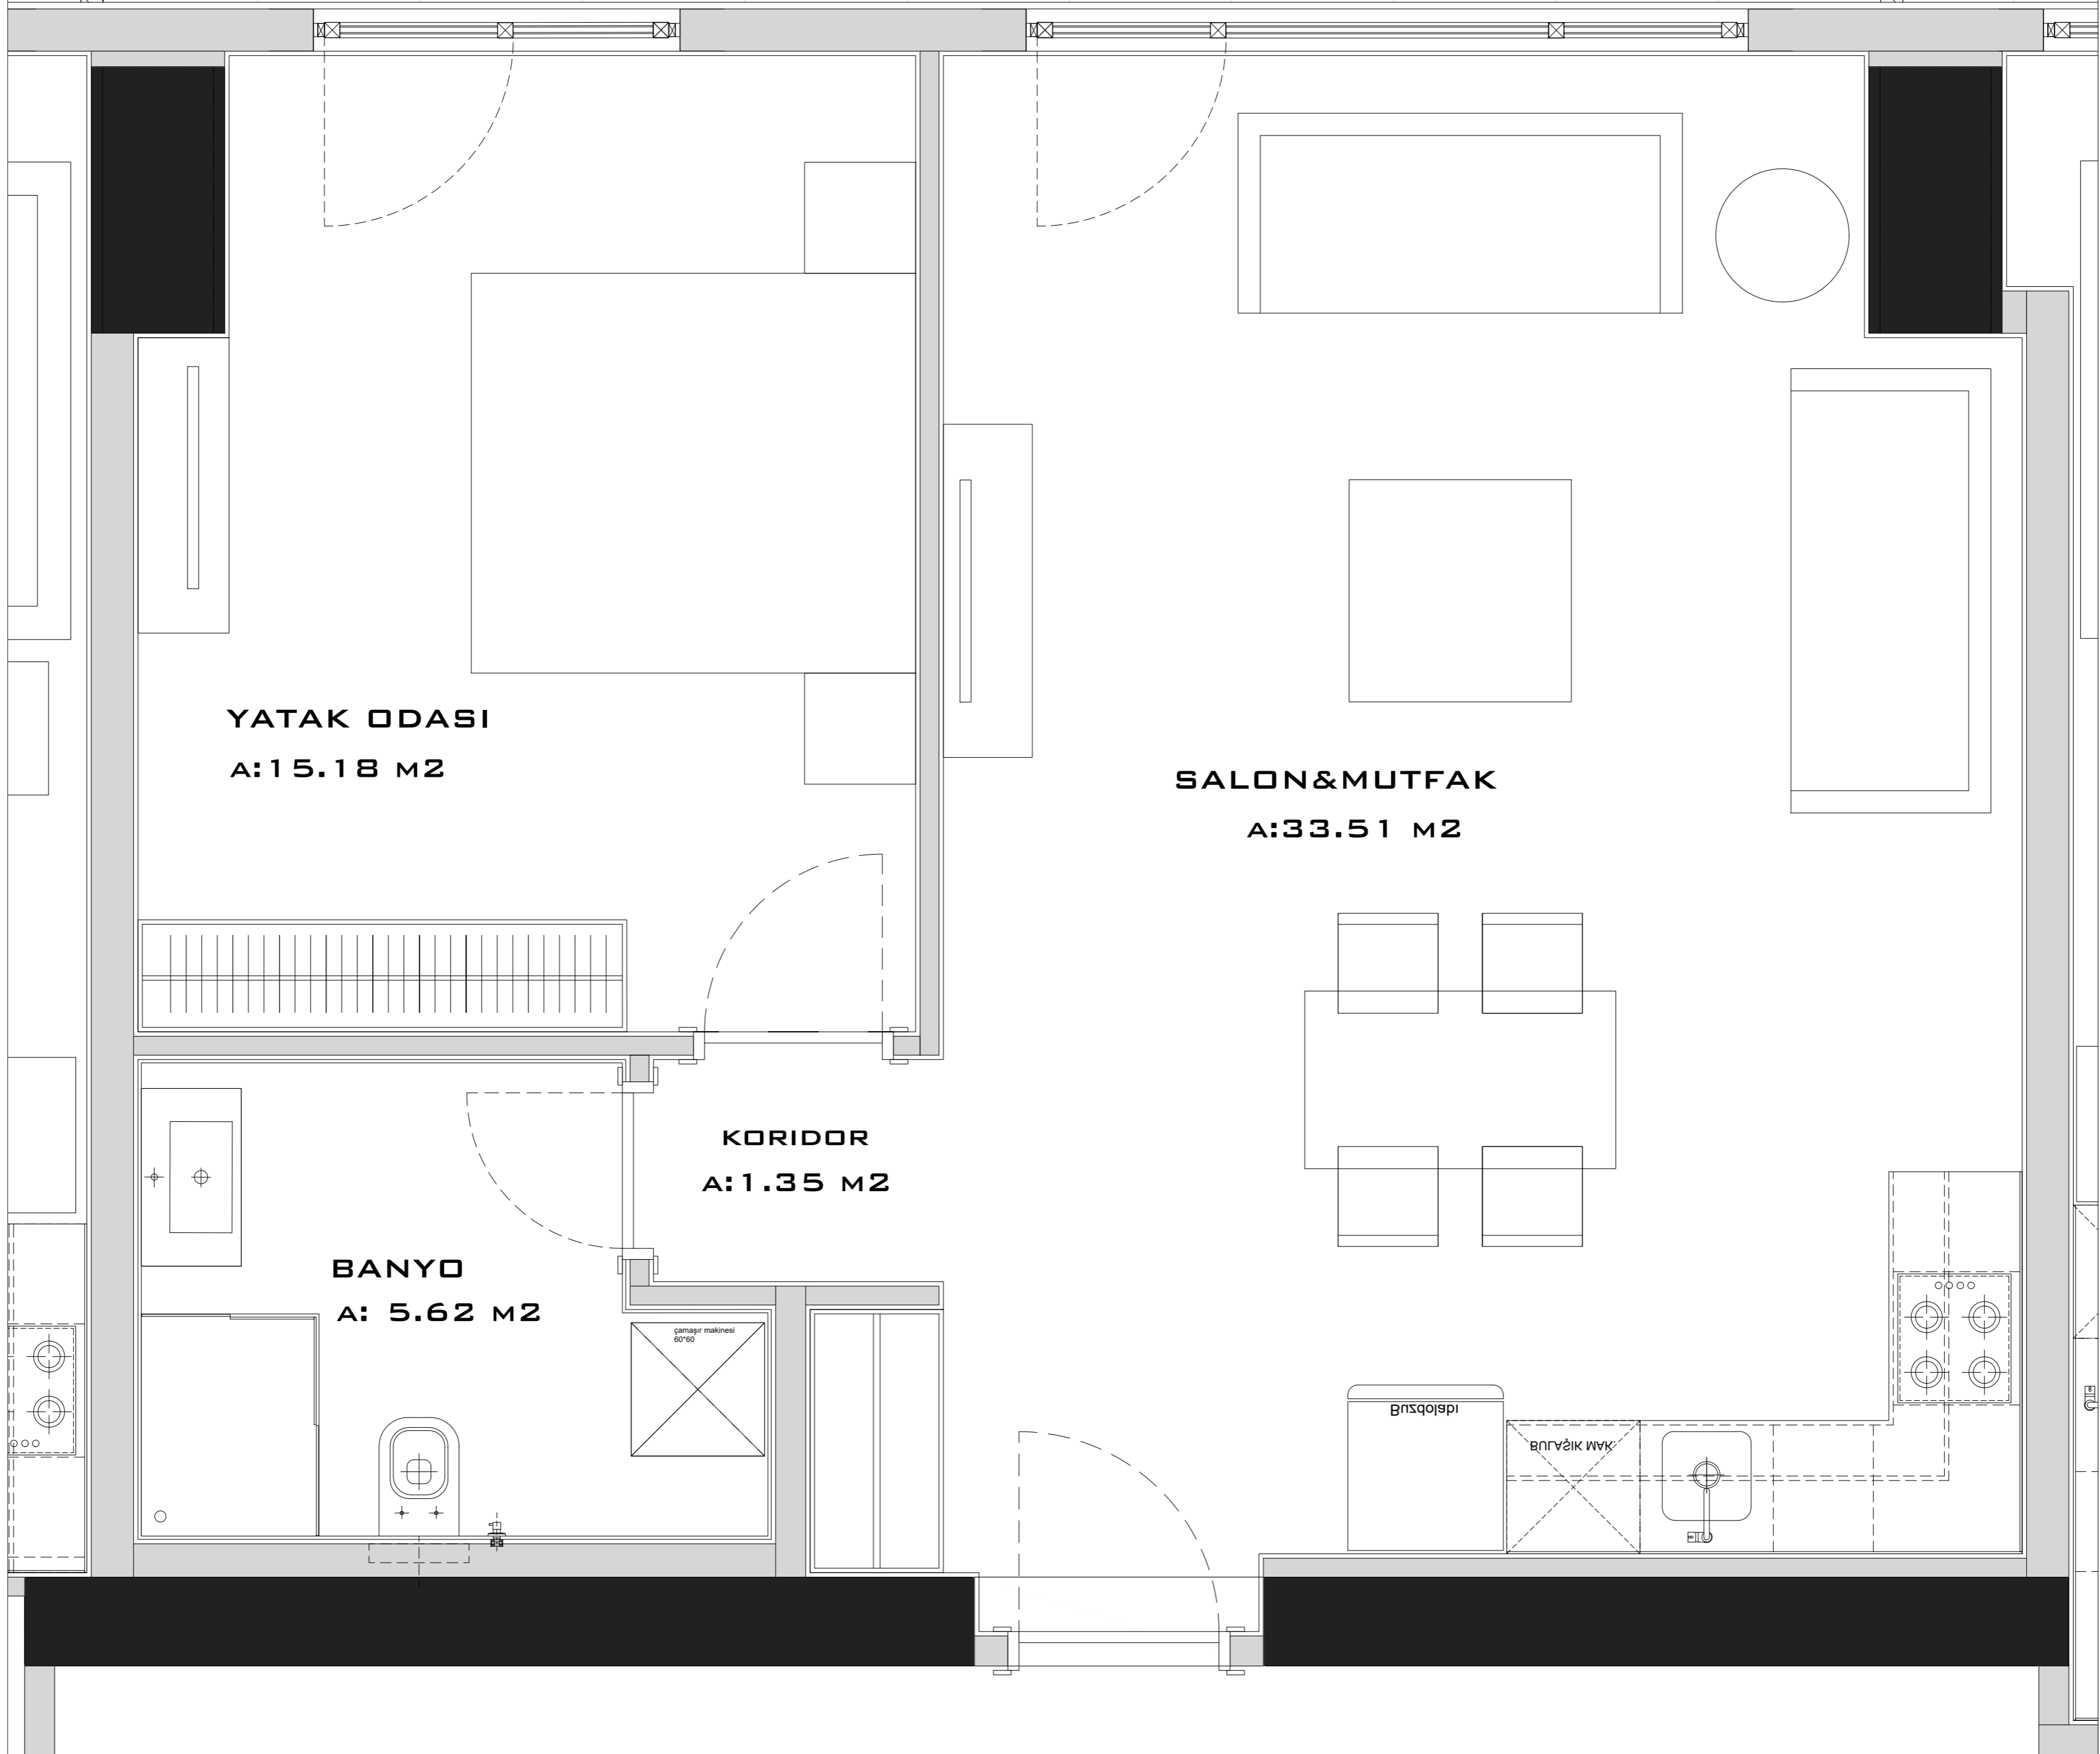 YATAK ODASI
A:15.18 M2
SALON&MUTFAK
A:33.51 M2
KORIDOR
A:1.35 M2
BANYO
A: 5.62 M2
çamaşır makinesi
60*60
Buzdolabı
BULAŞIK MAK.